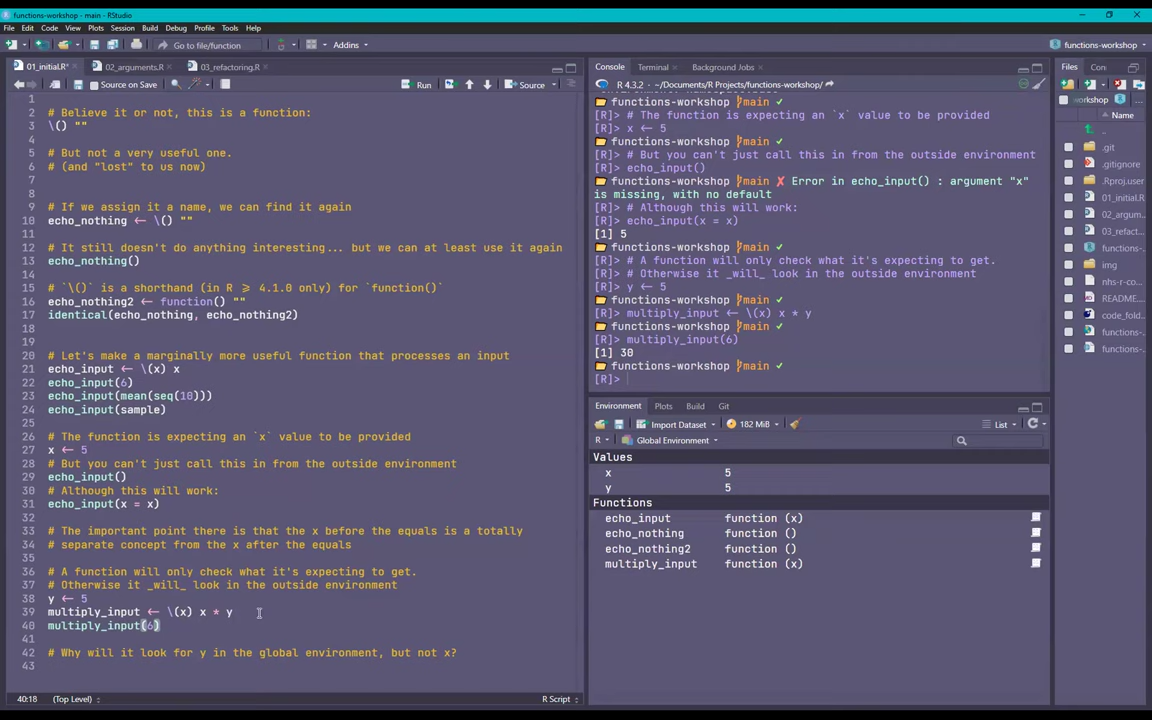 functions-workshop - main - RStudio
File Edit Code View Plots Session Build Debug Profile Tools Help
Go to file/function
Addins
functions-workshop
01_initial.R*
02_arguments.R
03_refactoring.R
Source on Save
Run
Source
1
2 # Believe it or not, this is a function:
3 \() ""
4
5 # But not a very useful one.
6 # (and "lost" to us now)
7
8
9 # If we assign it a name, we can find it again
10 echo_nothing <- \() ""
11
12 # It still doesn't do anything interesting... but we can at least use it again
13 echo_nothing()
14
15 # `\()` is a shorthand (in R >= 4.1.0 only) for `function()`
16 echo_nothing2 <- function() ""
17 identical(echo_nothing, echo_nothing2)
18
19
20 # Let's make a marginally more useful function that processes an input
21 echo_input <- \(x) x
22 echo_input(6)
23 echo_input(mean(seq(10)))
24 echo_input(sample)
25
26 # The function is expecting an `x` value to be provided
27 x <- 5
28 # But you can't just call this in from the outside environment
29 echo_input()
30 # Although this will work:
31 echo_input(x = x)
32
33 # The important point there is that the x before the equals is a totally
34 # separate concept from the x after the equals
35
36 # A function will only check what it's expecting to get.
37 # Otherwise it _will_ look in the outside environment
38 y <- 5
39 multiply_input <- \(x) x * y
40 multiply_input(6)
41
42 # Why will it look for y in the global environment, but not x?
43
40:18 (Top Level) R Script
Console Terminal Background Jobs
R 4.3.2 · ~/Documents/R Projects/functions-workshop/
functions-workshop main ✓
[R]> # The function is expecting an `x` value to be provided
[R]> x <- 5
functions-workshop main ✓
[R]> # But you can't just call this in from the outside environment
[R]> echo_input()
functions-workshop main ✗ Error in echo_input() : argument "x"
is missing, with no default
[R]> # Although this will work:
[R]> echo_input(x = x)
[1] 5
functions-workshop main ✓
[R]> # A function will only check what it's expecting to get.
[R]> # Otherwise it _will_ look in the outside environment
[R]> y <- 5
functions-workshop main ✓
[R]> multiply_input <- \(x) x * y
functions-workshop main ✓
[R]> multiply_input(6)
[1] 30
functions-workshop main ✓
[R]>
Environment Plots Build Git
Import Dataset 182 MiB List
R Global Environment
Values
x 5
y 5
Functions
echo_input function (x)
echo_nothing function ()
echo_nothing2 function ()
multiply_input function (x)
Files Con
workshop
Name
..
.git
.gitignore
.Rproj.user
01_initial.R
02_argum
03_refact
functions-
img
nhs-r-com
README.
code_fold
functions-
functions-